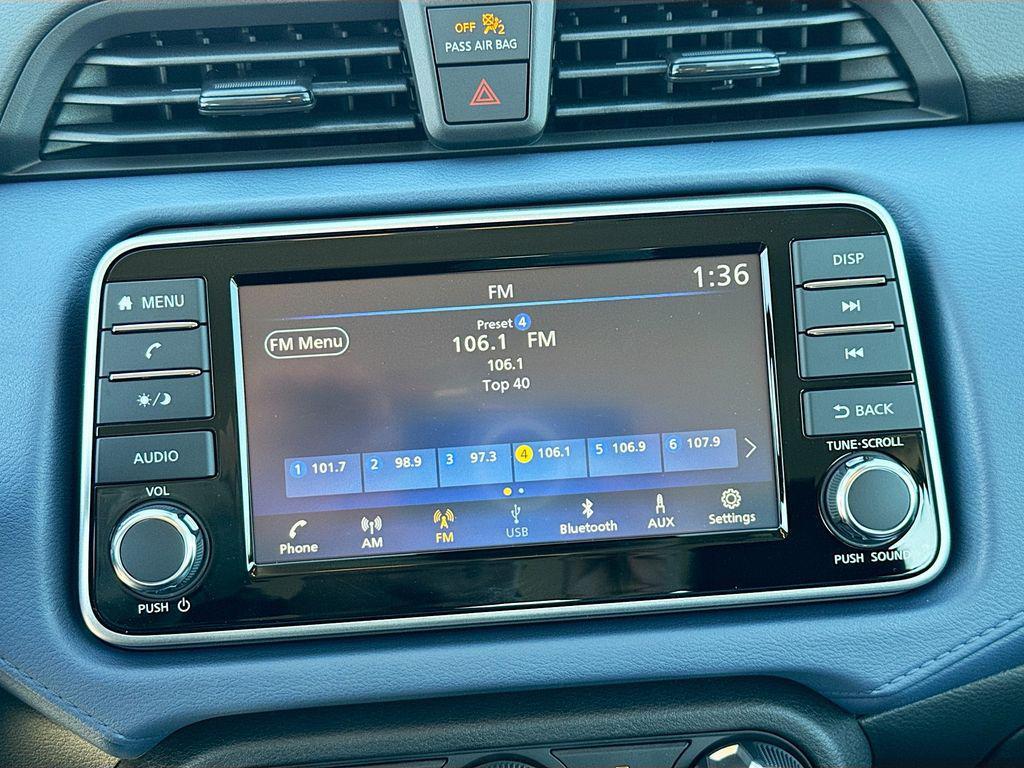 OFF 2
PASS AIR BAG
MENU
AUDIO
VOL
PUSH
FM
1:36
FM Menu
Preset 4
106.1 FM
106.1
Top 40
1 101.7
2 98.9
3 97.3
4 106.1
5 106.9
6 107.9
Phone
AM
FM
USB
Bluetooth
AUX
Settings
DISP
BACK
TUNE·SCROLL
PUSH SOUND